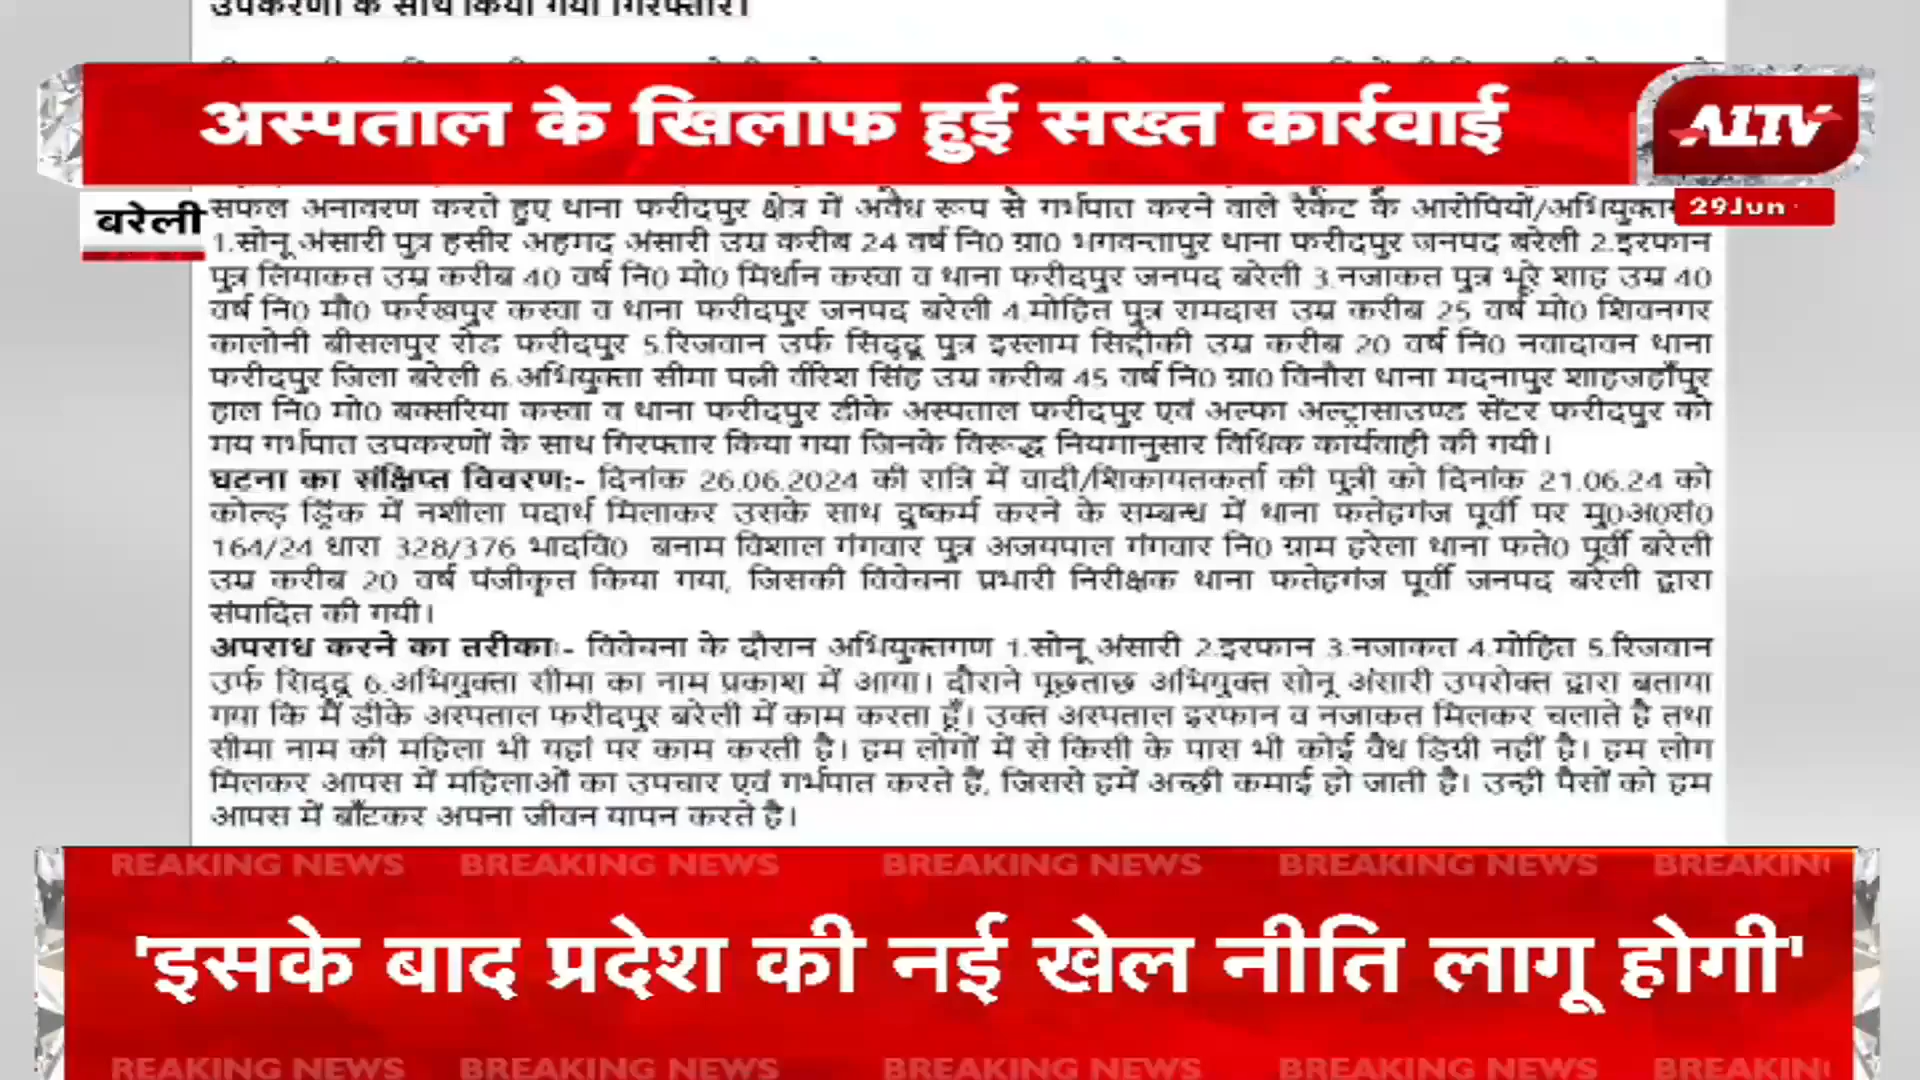 उपकरणों के साथ किया गया गिरफ्तार।
अस्पताल के खिलाफ हुई सख्त कार्रवाई
ALTV
29Jun
बरेली
सफल अनावरण करते हुए थाना फरीदपुर क्षेत्र में अवैध रूप से गर्भपात करने वाले रैकेट के आरोपियों/अभियुक्त
1.सोनू अंसारी पुत्र हसीर अहमद अंसारी उम्र करीब 24 वर्ष नि0 ग्रा0 भगवन्तापुर थाना फरीदपुर जनपद बरेली 2.इरफान
पुत्र लियाकत उम्र करीब 40 वर्ष नि0 मो0 मिर्धान कस्वा व थाना फरीदपुर जनपद बरेली 3.नजाकत पुत्र भूरे शाह उम्र 40
वर्ष नि0 मौ0 फर्रखपुर कस्वा व थाना फरीदपुर जनपद बरेली 4.मोहित पुत्र रामदास उम्र करीब 25 वर्ष मो0 शिवनगर
कालोनी बीसलपुर रोड फरीदपुर 5.रिजवान उर्फ सिद्दू पुत्र इस्लाम सिद्दीकी उम्र करीब 20 वर्ष नि0 नवादावन थाना
फरीदपुर जिला बरेली 6.अभियुक्ता सीमा पत्नी वीरेश सिंह उम्र करीब 45 वर्ष नि0 ग्रा0 विनौरा थाना मदनापुर शाहजहाँपुर
हाल नि0 मो0 बक्सरिया कस्वा व थाना फरीदपुर डीके अस्पताल फरीदपुर एवं अल्फा अल्ट्रासाउण्ड सेंटर फरीदपुर को
मय गर्भपात उपकरणों के साथ गिरफ्तार किया गया जिनके विरूद्ध नियमानुसार विधिक कार्यवाही की गयी।
घटना का संक्षिप्त विवरण:- दिनांक 26.06.2024 की रात्रि में वादी/शिकायतकर्ता की पुत्री को दिनांक 21.06.24 को
कोल्ड ड्रिंक में नशीला पदार्थ मिलाकर उसके साथ दुष्कर्म करने के सम्बन्ध में थाना फतेहगंज पूर्वी पर मु0अ0सं0
164/24 धारा 328/376 भादवि0 बनाम विशाल गंगवार पुत्र अजयपाल गंगवार नि0 ग्राम हरेला थाना फते0 पूर्वी बरेली
उम्र करीब 20 वर्ष पंजीकृत किया गया, जिसकी विवेचना प्रभारी निरीक्षक थाना फतेहगंज पूर्वी जनपद बरेली द्वारा
संपादित की गयी।
अपराध करने का तरीका:- विवेचना के दौरान अभियुक्तगण 1.सोनू अंसारी 2.इरफान 3.नजाकत 4.मोहित 5.रिजवान
उर्फ सिद्दू 6.अभियुक्ता सीमा का नाम प्रकाश में आया। दौराने पूछताछ अभियुक्त सोनू अंसारी उपरोक्त द्वारा बताया
गया कि मैं डीके अस्पताल फरीदपुर बरेली में काम करता हूँ। उक्त अस्पताल इरफान व नजाकत मिलकर चलाते है तथा
सीमा नाम की महिला भी यहां पर काम करती है। हम लोगों में से किसी के पास भी कोई वैध डिग्री नहीं है। हम लोग
मिलकर आपस में महिलाओं का उपचार एवं गर्भपात करते हैं, जिससे हमें अच्छी कमाई हो जाती है। उन्ही पैसों को हम
आपस में बाँटकर अपना जीवन यापन करते है।
REAKING NEWS BREAKING NEWS BREAKING NEWS BREAKING NEWS BREAKIN
'इसके बाद प्रदेश की नई खेल नीति लागू होगी'
REAKING NEWS BREAKING NEWS BREAKING NEWS BREAKING NEWS BREAKIN